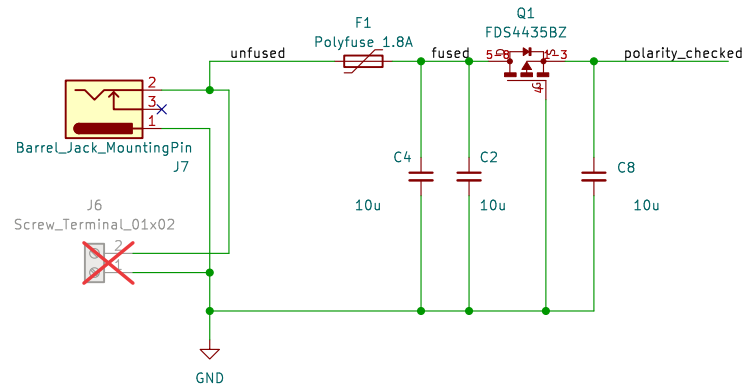 Q1
FDS4435BZ
F1
Polyfuse_1.8A
unfused
fused
5-8
D
S
1-3
polarity_checked
G
4
2
3
1
Barrel_Jack_MountingPin
J7
C4
10u
C2
10u
C8
10u
J6
Screw_Terminal_01x02
2
1
GND